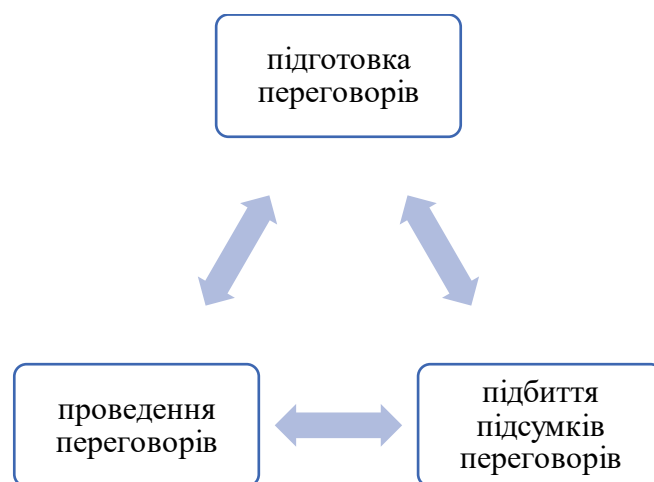 підготовка
переговорів
проведення
переговорів
підбиття
підсумків
переговорів